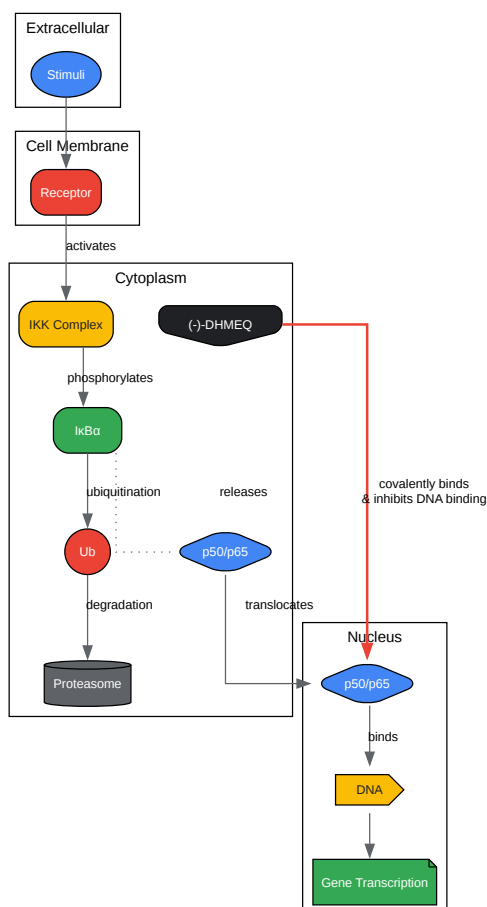 Extracellular
Stimuli
Cell Membrane
Receptor
activates
Cytoplasm
IKK Complex
(-)-DHMEQ
phosphorylates
IκBα
ubiquitination
releases
covalently binds
& inhibits DNA binding
Ub
p50/p65
degradation
translocates
Nucleus
Proteasome
p50/p65
binds
DNA
Gene Transcription